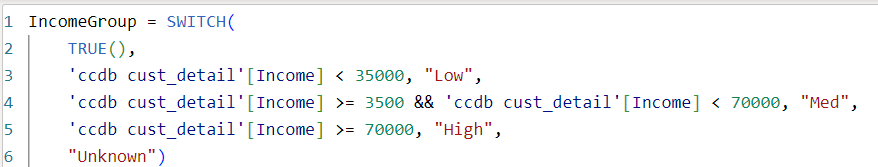 1 IncomeGroup = SWITCH(
2 TRUE(),
3 'ccdb cust_detail'[Income] < 35000, "Low",
4 'ccdb cust_detail'[Income] >= 3500 && 'ccdb cust_detail'[Income] < 70000, "Med",
5 'ccdb cust_detail'[Income] >= 70000, "High",
6 "Unknown")